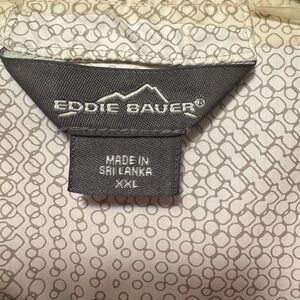 EDDIE BAUER®
MADE IN
SRI LANKA
XXL